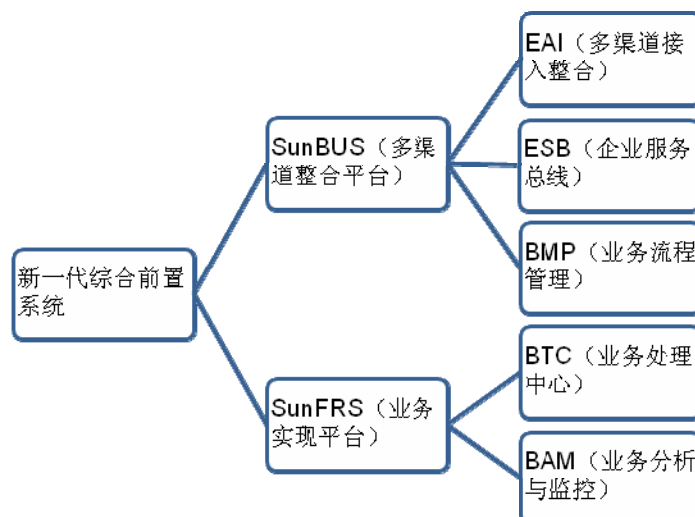 EAI（多渠道接
入整合）
SunBUS（多渠
道整合平台）
ESB（企业服务
总线）
BMP（业务流程
管理）
新一代综合前置
系统
BTC（业务处理
中心）
SunFRS（业务
实现平台）
BAM（业务分析
与监控）